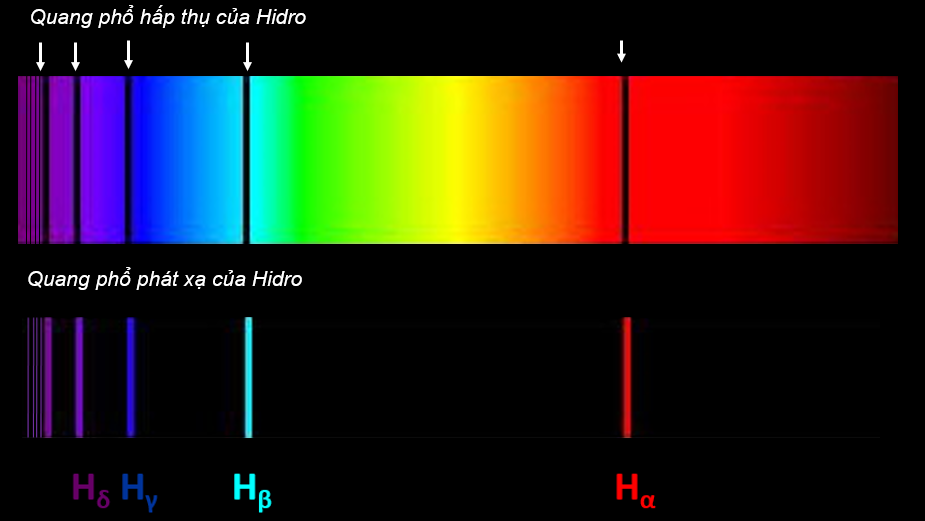 Quang phổ hấp thụ của Hidro
Quang phổ phát xạ của Hidro
Hδ Hγ Hβ Hα